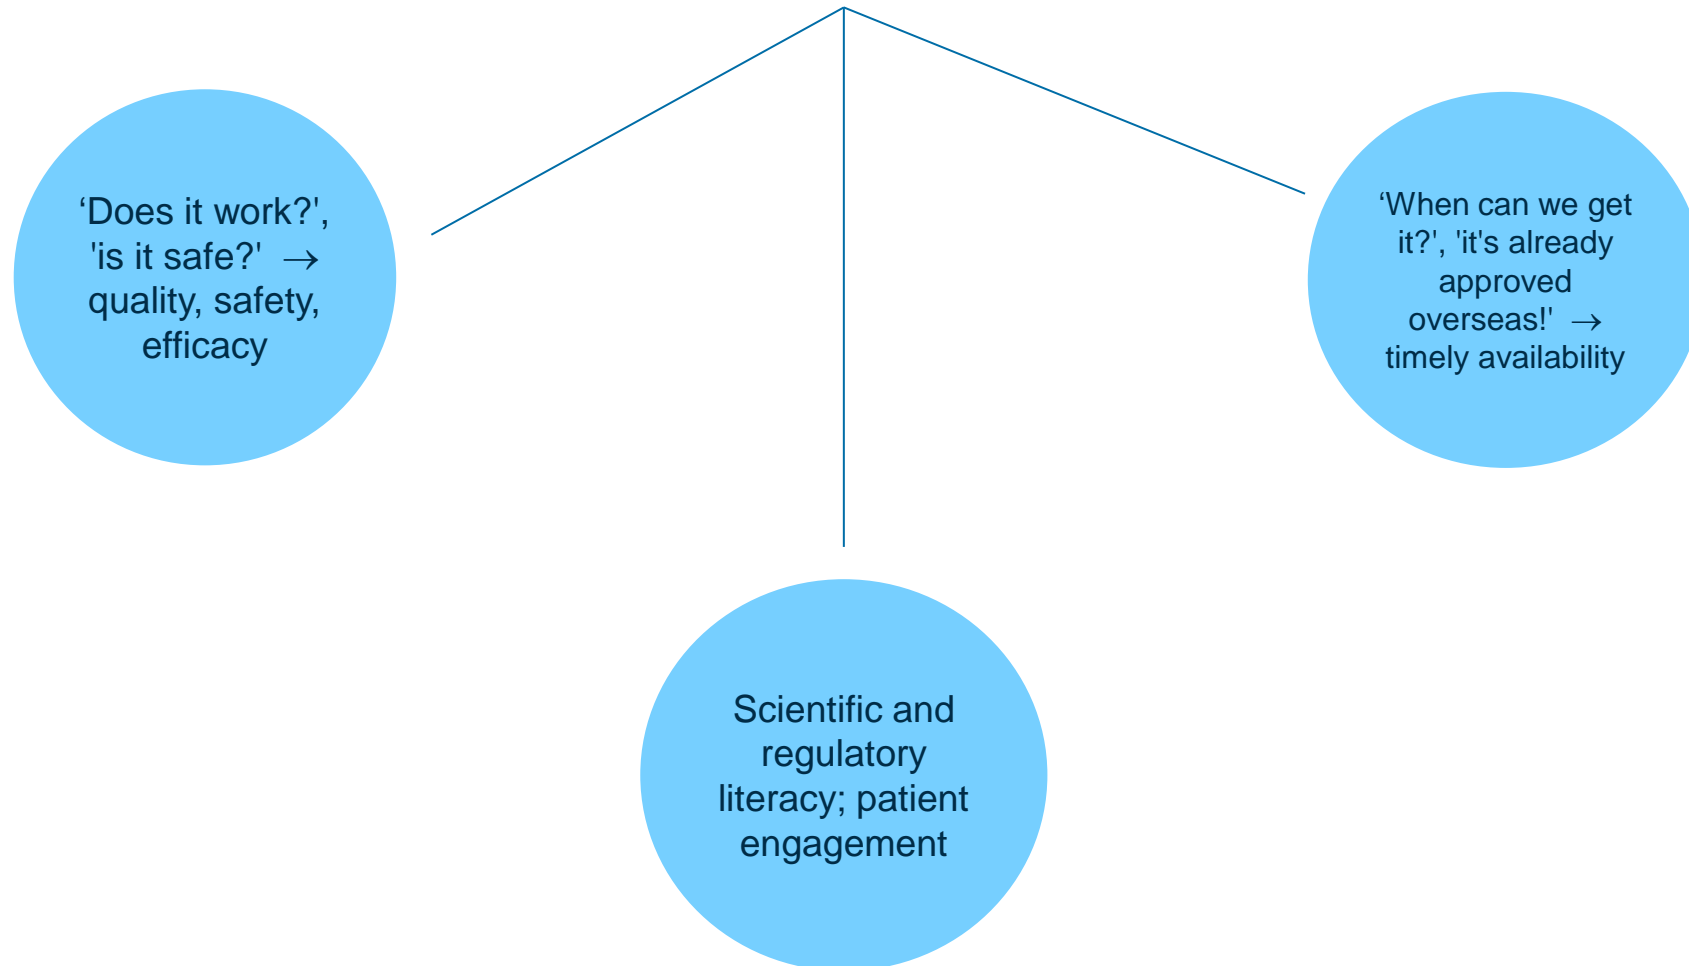 ‘Does it work?',
'is it safe?' →
quality, safety,
efficacy
‘When can we get
it?', 'it's already
approved
overseas!' →
timely availability
Scientific and
regulatory
literacy; patient
engagement